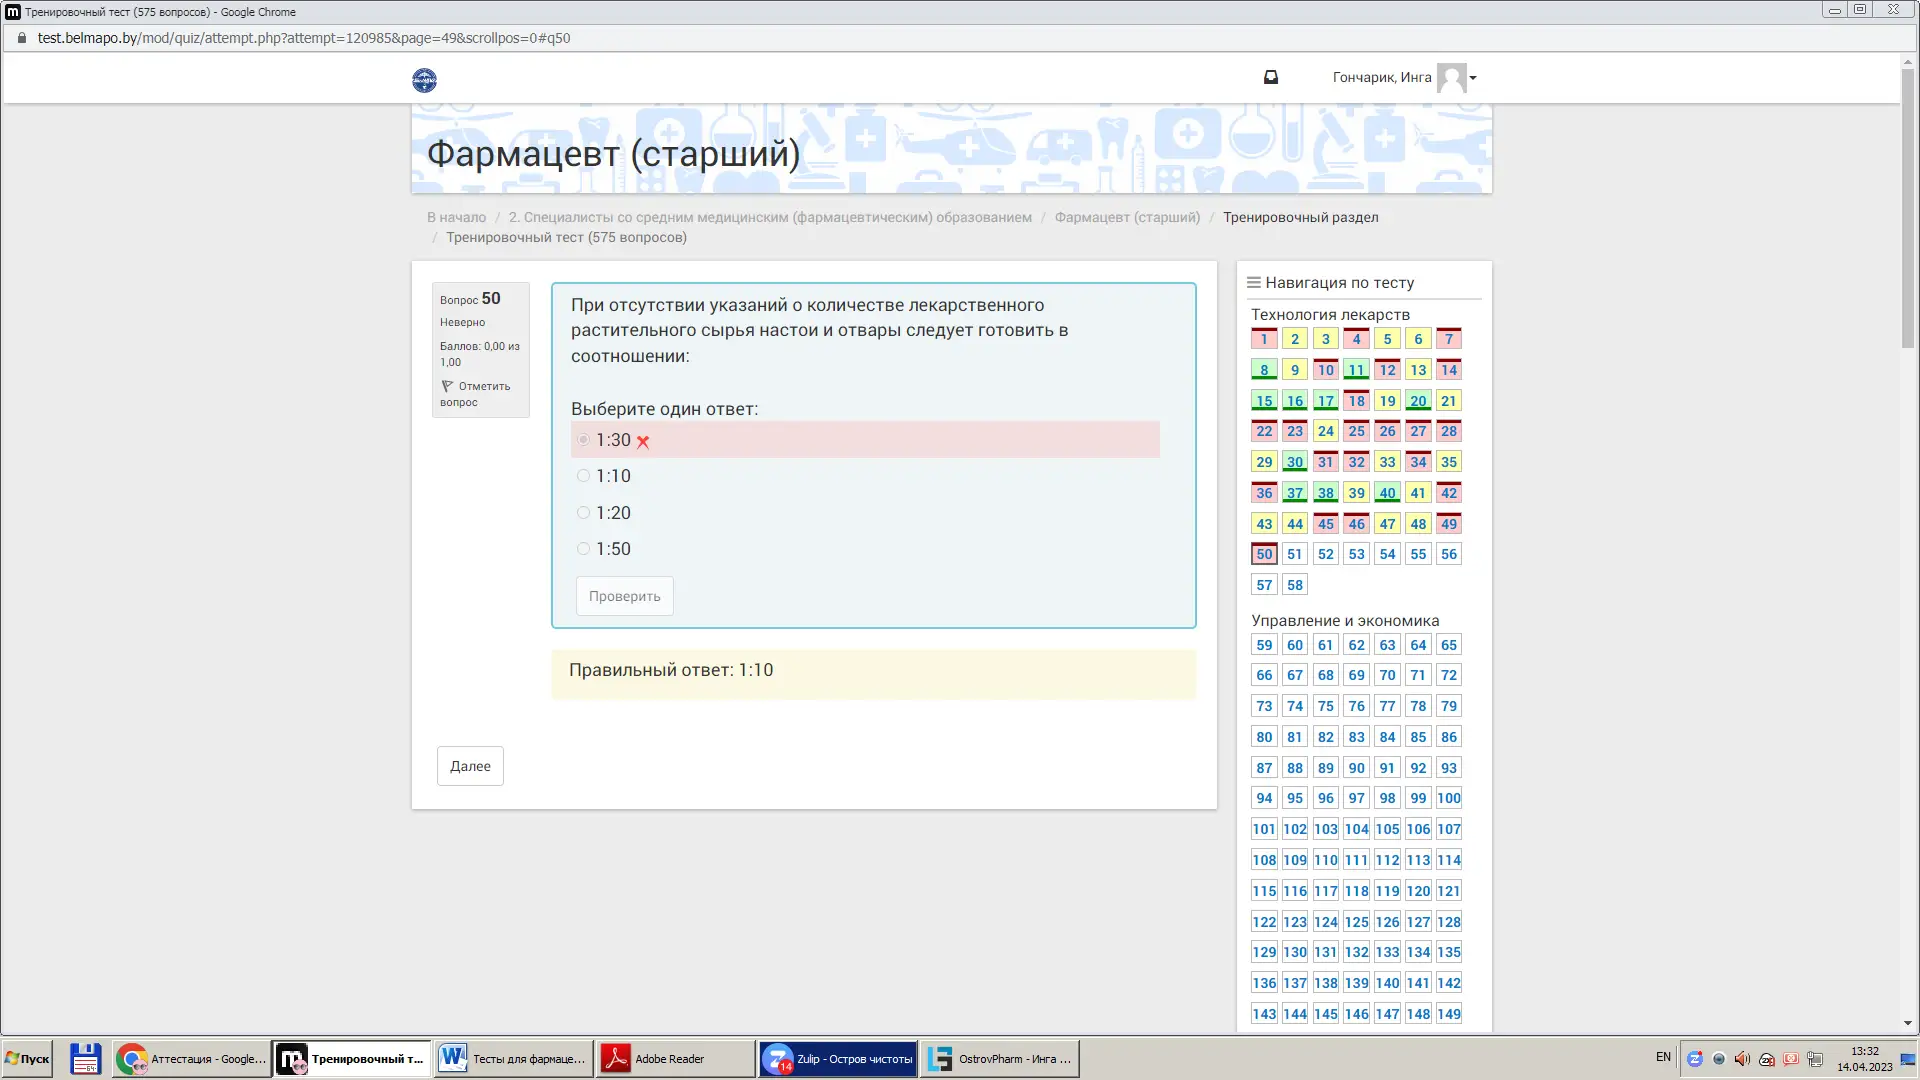 Тренировочный тест (575 вопросов) - Google Chrome
test.belmapo.by/mod/quiz/attempt.php?attempt=120985&page=49&scrollpos=0#q50
Гончарик, Инга
Фармацевт (старший)
В начало / 2. Специалисты со средним медицинским (фармацевтическим) образованием / Фармацевт (старший) / Тренировочный раздел
/ Тренировочный тест (575 вопросов)
Вопрос 50
Неверно
Баллов: 0,00 из
1,00
Отметить
вопрос
При отсутствии указаний о количестве лекарственного
растительного сырья настои и отвары следует готовить в
соотношении:
Выберите один ответ:
1:30
1:10
1:20
1:50
Проверить
Правильный ответ: 1:10
Далее
Навигация по тесту
Технология лекарств
1 2 3 4 5 6 7
8 9 10 11 12 13 14
15 16 17 18 19 20 21
22 23 24 25 26 27 28
29 30 31 32 33 34 35
36 37 38 39 40 41 42
43 44 45 46 47 48 49
50 51 52 53 54 55 56
57 58
Управление и экономика
59 60 61 62 63 64 65
66 67 68 69 70 71 72
73 74 75 76 77 78 79
80 81 82 83 84 85 86
87 88 89 90 91 92 93
94 95 96 97 98 99 100
101 102 103 104 105 106 107
108 109 110 111 112 113 114
115 116 117 118 119 120 121
122 123 124 125 126 127 128
129 130 131 132 133 134 135
136 137 138 139 140 141 142
143 144 145 146 147 148 149
Пуск
Аттестация - Google...
Тренировочный т...
Тесты для фармаце...
Adobe Reader
14
Zulip - Остров чистоты
OstrovPharm - Инга ...
EN
13:32
14.04.2023